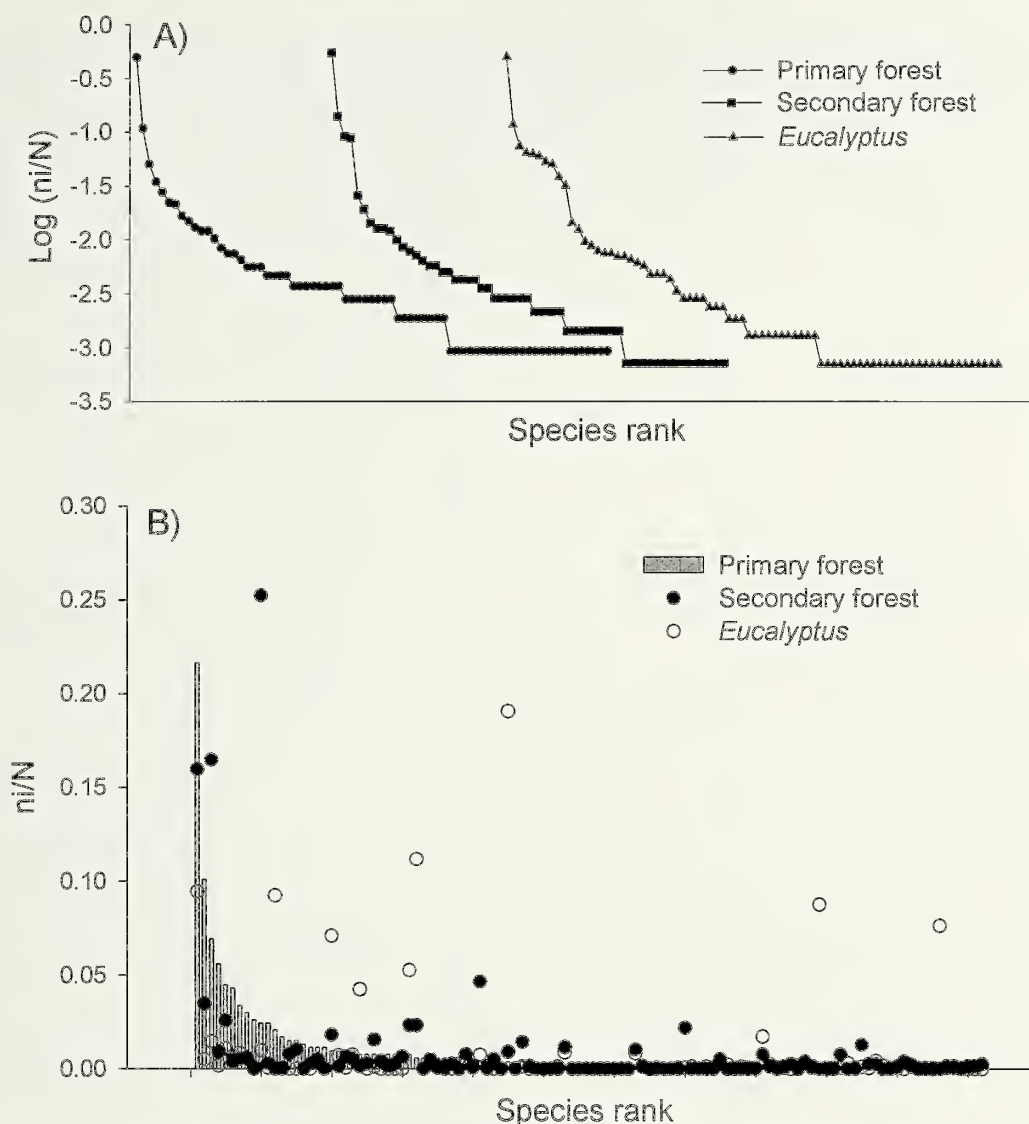 A)
0.0
-0.5
-1.0
-1.5
-2.0
-2.5
-3.0
-3.5
Log (ni/N)
Primary forest
Secondary forest
Eucalyptus
Species rank
B)
0.30
0.25
0.20
0.15
0.10
0.05
0.00
ni/N
Primary forest
Secondary forest
Eucalyptus
Species rank